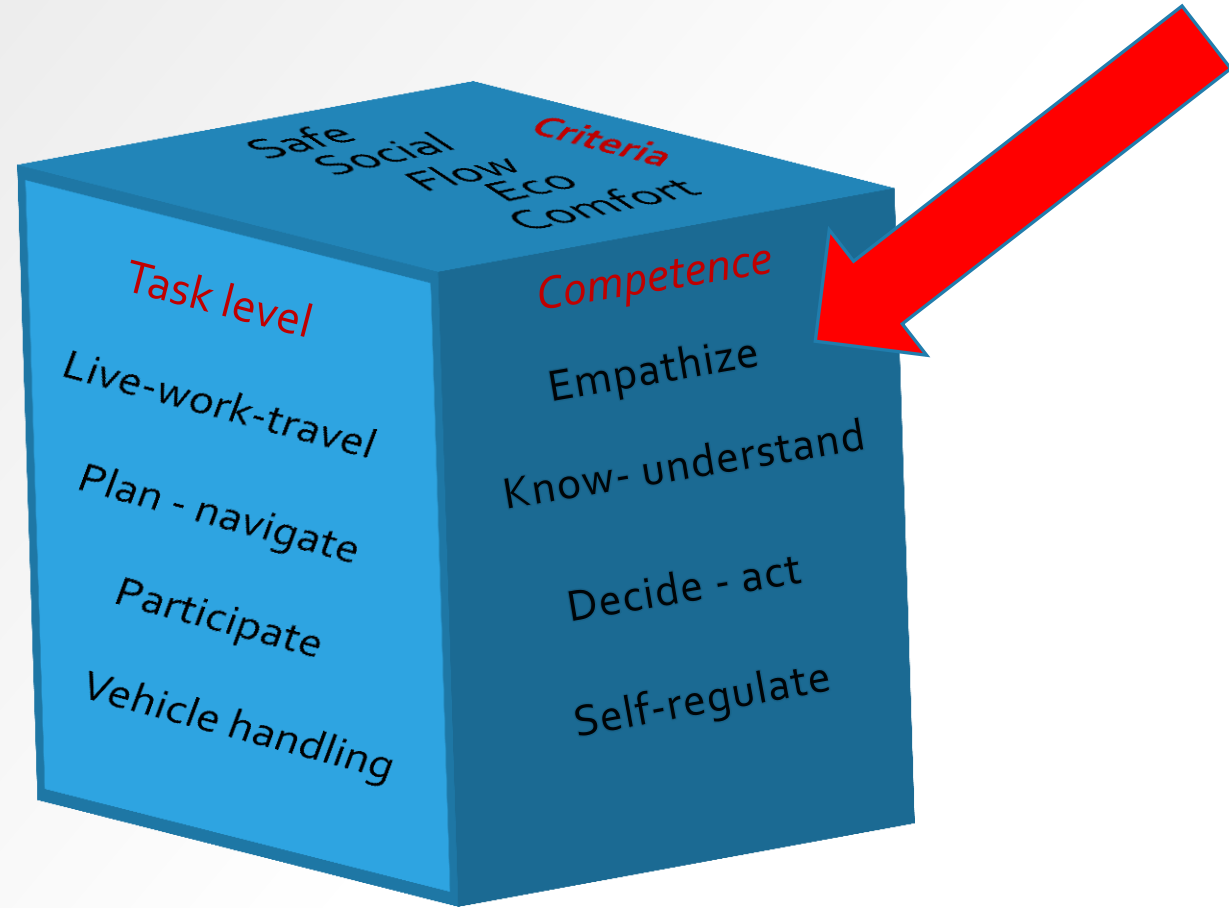 Criteria
Safe
Social
Flow
Eco
Comfort
Task level
Live-work-travel
Plan - navigate
Participate
Vehicle handling
Competence
Empathize
Know- understand
Decide - act
Self-regulate